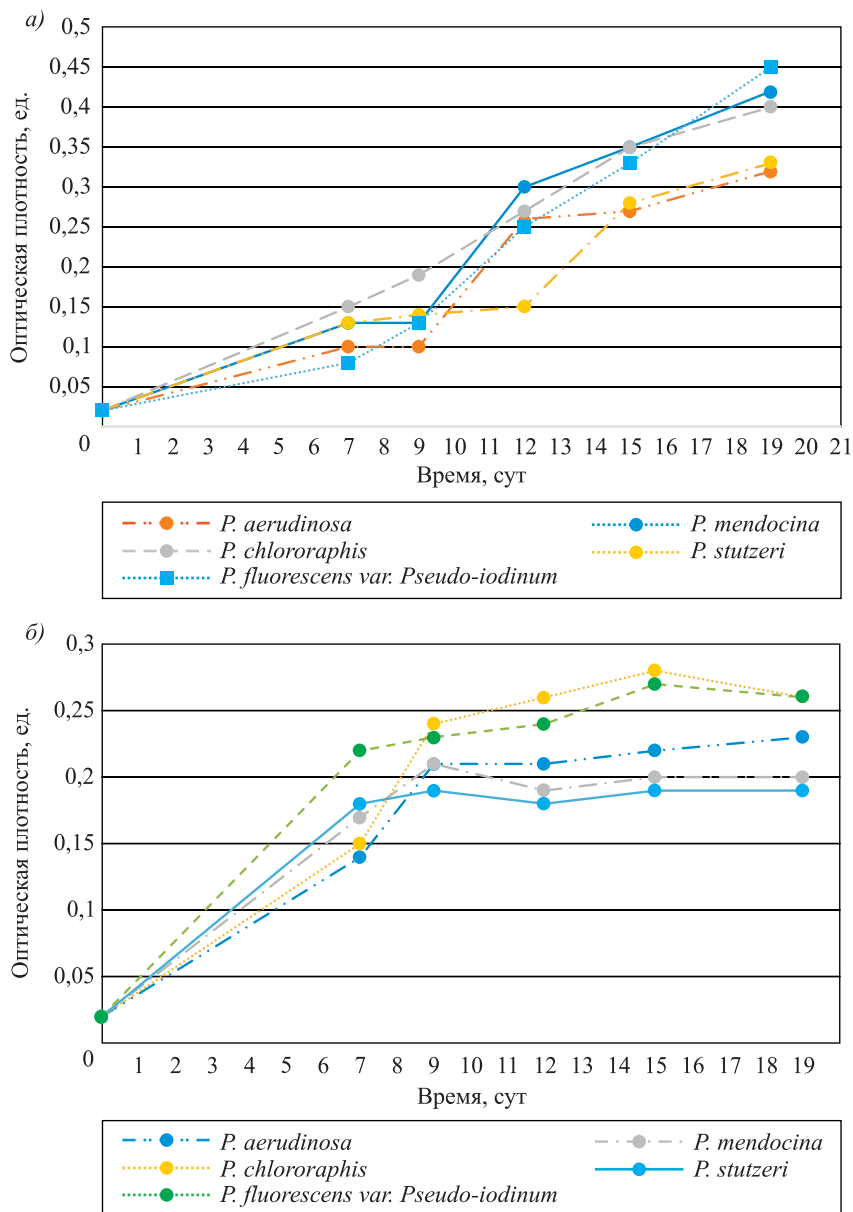 а)
Оптическая плотность, ед.
0,5
0,45
0,4
0,35
0,3
0,25
0,2
0,15
0,1
0,05
0 1 2 3 4 5 6 7 9 10 11 12 13 14 15 16 17 18 19 20 21
Время, сут
P. aerudinosa P. mendocina
P. chlororaphis P. stutzeri
P. fluorescens var. Pseudo-iodinum
б)
Оптическая плотность, ед.
0,3
0,25
0,2
0,15
0,1
0,05
0 1 2 3 4 5 6 7 8 9 10 11 12 13 14 15 16 17 18 19
Время, сут
P. aerudinosa P. mendocina
P. chlororaphis P. stutzeri
P. fluorescens var. Pseudo-iodinum